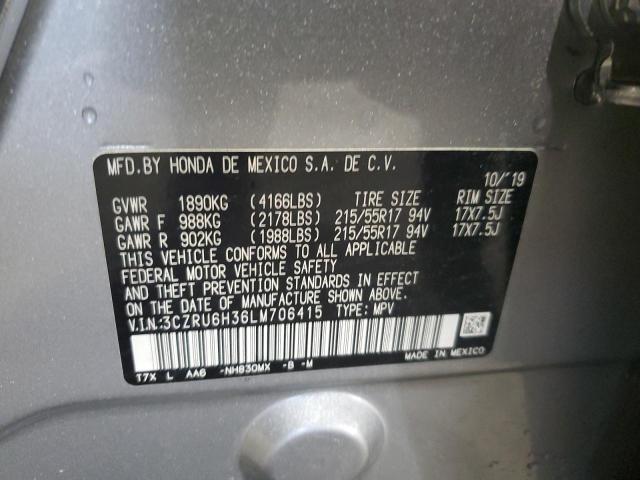 MFD.BY HONDA DE MEXICO S.A. DE C.V.
10/'19
GVWR 1890KG (4166LBS) TIRE SIZE RIM SIZE
GAWR F 988KG (2178LBS) 215/55R17 94V 17X7.5J
GAWR R 902KG (1988LBS) 215/55R17 94V 17X7.5J
THIS VEHICLE CONFORMS TO ALL APPLICABLE
FEDERAL MOTOR VEHICLE SAFETY
AND THEFT PREVENTION STANDARDS IN EFFECT
ON THE DATE OF MANUFACTURE SHOWN ABOVE.
V.I.N:3CZRU6H36LM706415 TYPE: MPV
MADE IN MEXICO
T7X L AA6 -NH830MX -B -M